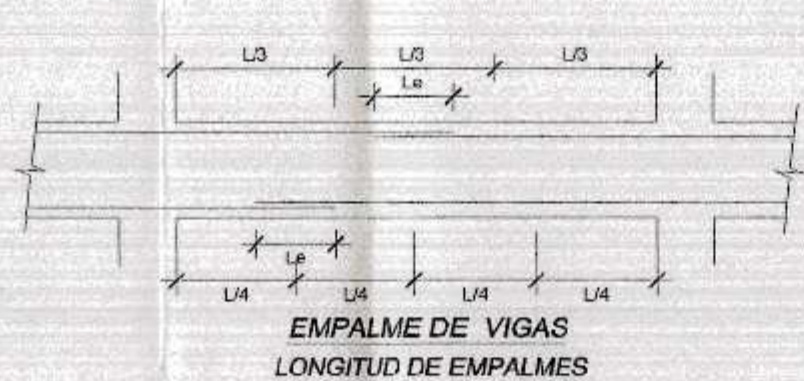 L/3 L/3 L/3
Le
Le
L/4 L/4 L/4 L/4
EMPALME DE VIGAS
LONGITUD DE EMPALMES